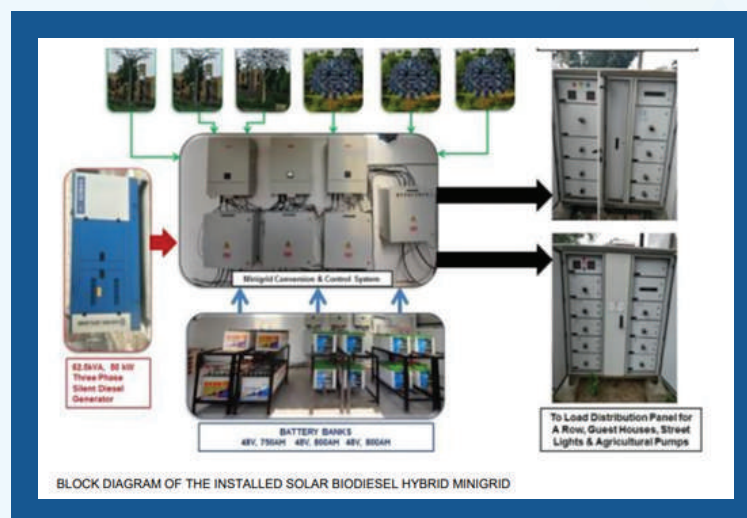 Minigrid Conversion & Control System
62.5kVA, 50 kW
Three Phase
Silent Diesel
Generator
BATTERY BANKS
48V, 750AH 48V, 800AH 48V, 800AH
To Load Distribution Panel for
A Row, Guest Houses, Street
Lights & Agricultural Pumps
BLOCK DIAGRAM OF THE INSTALLED SOLAR BIODIESEL HYBRID MINIGRID